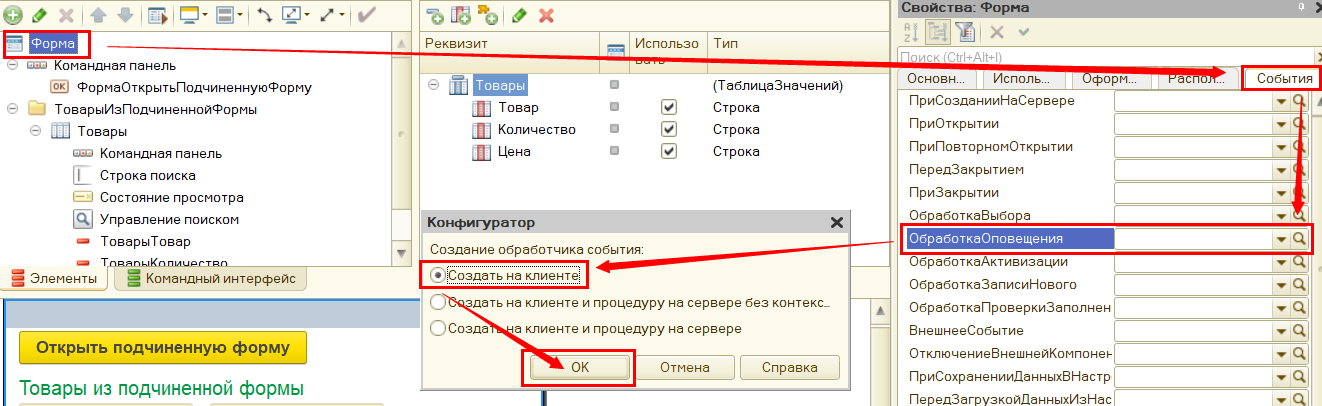 Форма
Командная панель
ФормаОткрытьПодчиненнуюФорму
ТоварыИзПодчиненнойФормы
Товары
Командная панель
Строка поиска
Состояние просмотра
Управление поиском
ТоварыТовар
ТоварыКоличество
Элементы
Командный интерфейс
Открыть подчиненную форму
Товары из подчиненной формы
Реквизит
Использовать
Тип
Товары
(ТаблицаЗначений)
Товар
Строка
Количество
Строка
Цена
Строка
Конфигуратор
Создание обработчика события:
Создать на клиенте
Создать на клиенте и процедуру на сервере без контекс...
Создать на клиенте и процедуру на сервере
OK
Отмена
Справка
Свойства: Форма
Поиск (Ctrl+Alt+I)
Основн...
Исполь...
Оформ...
Распол...
События
ПриСозданииНаСервере
ПриОткрытии
ПриПовторномОткрытии
ПередЗакрытием
ПриЗакрытии
ОбработкаВыбора
ОбработкаОповещения
ОбработкаАктивизации
ОбработкаЗаписиНового
ОбработкаПроверкиЗаполнен
ВнешнееСобытие
ОтключениеВнешнейКомпонен
ПриСохраненииДанныхВНастр
ПередЗагрузкойДанныхИзНас